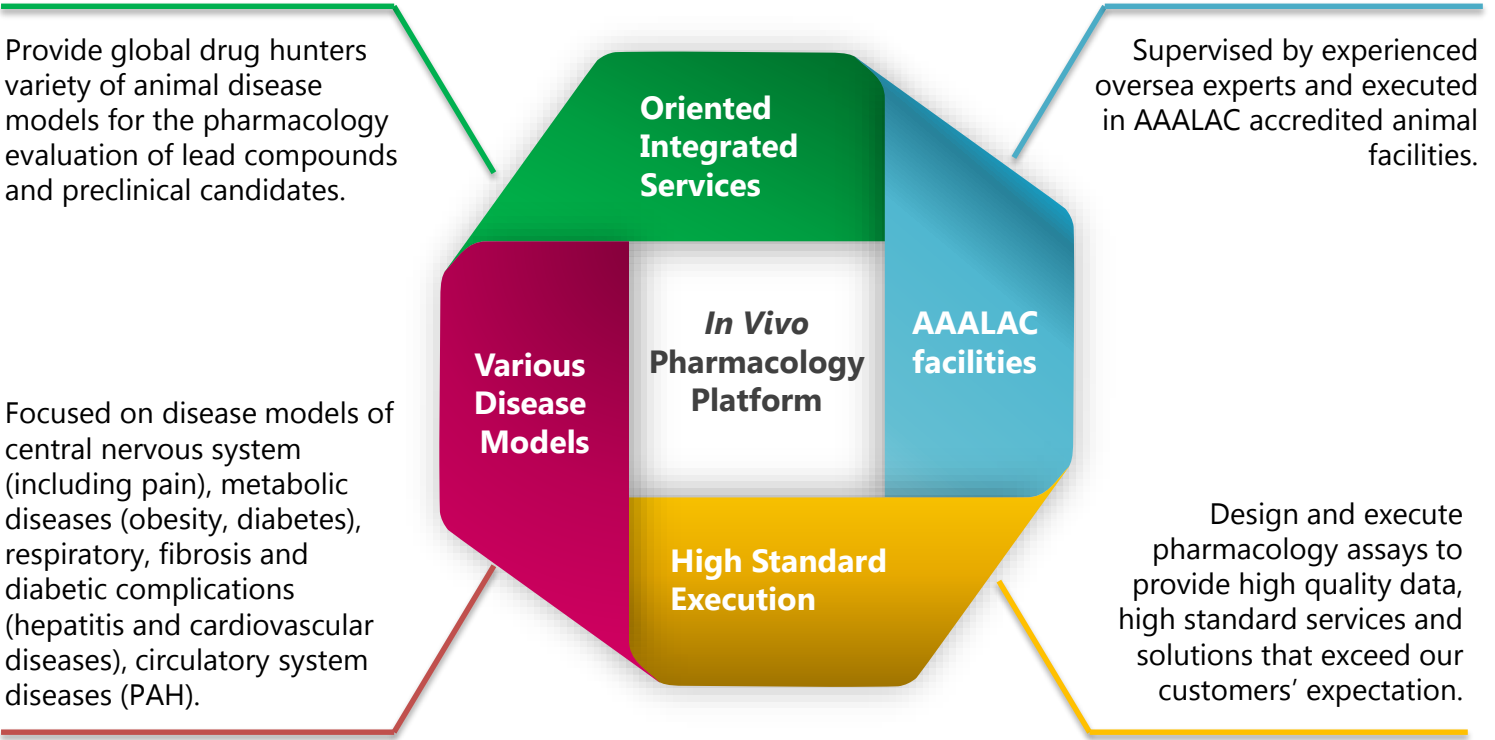 Provide global drug hunters
variety of animal disease
models for the pharmacology
evaluation of lead compounds
and preclinical candidates.
Oriented
Integrated
Services
Supervised by experienced
oversea experts and executed
in AAALAC accredited animal
facilities.
In Vivo
Pharmacology
Platform
AAALAC
facilities
Various
Disease
Models
Focused on disease models of
central nervous system
(including pain), metabolic
diseases (obesity, diabetes),
respiratory, fibrosis and
diabetic complications
(hepatitis and cardiovascular
diseases), circulatory system
diseases (PAH).
High Standard
Execution
Design and execute
pharmacology assays to
provide high quality data,
high standard services and
solutions that exceed our
customers’ expectation.